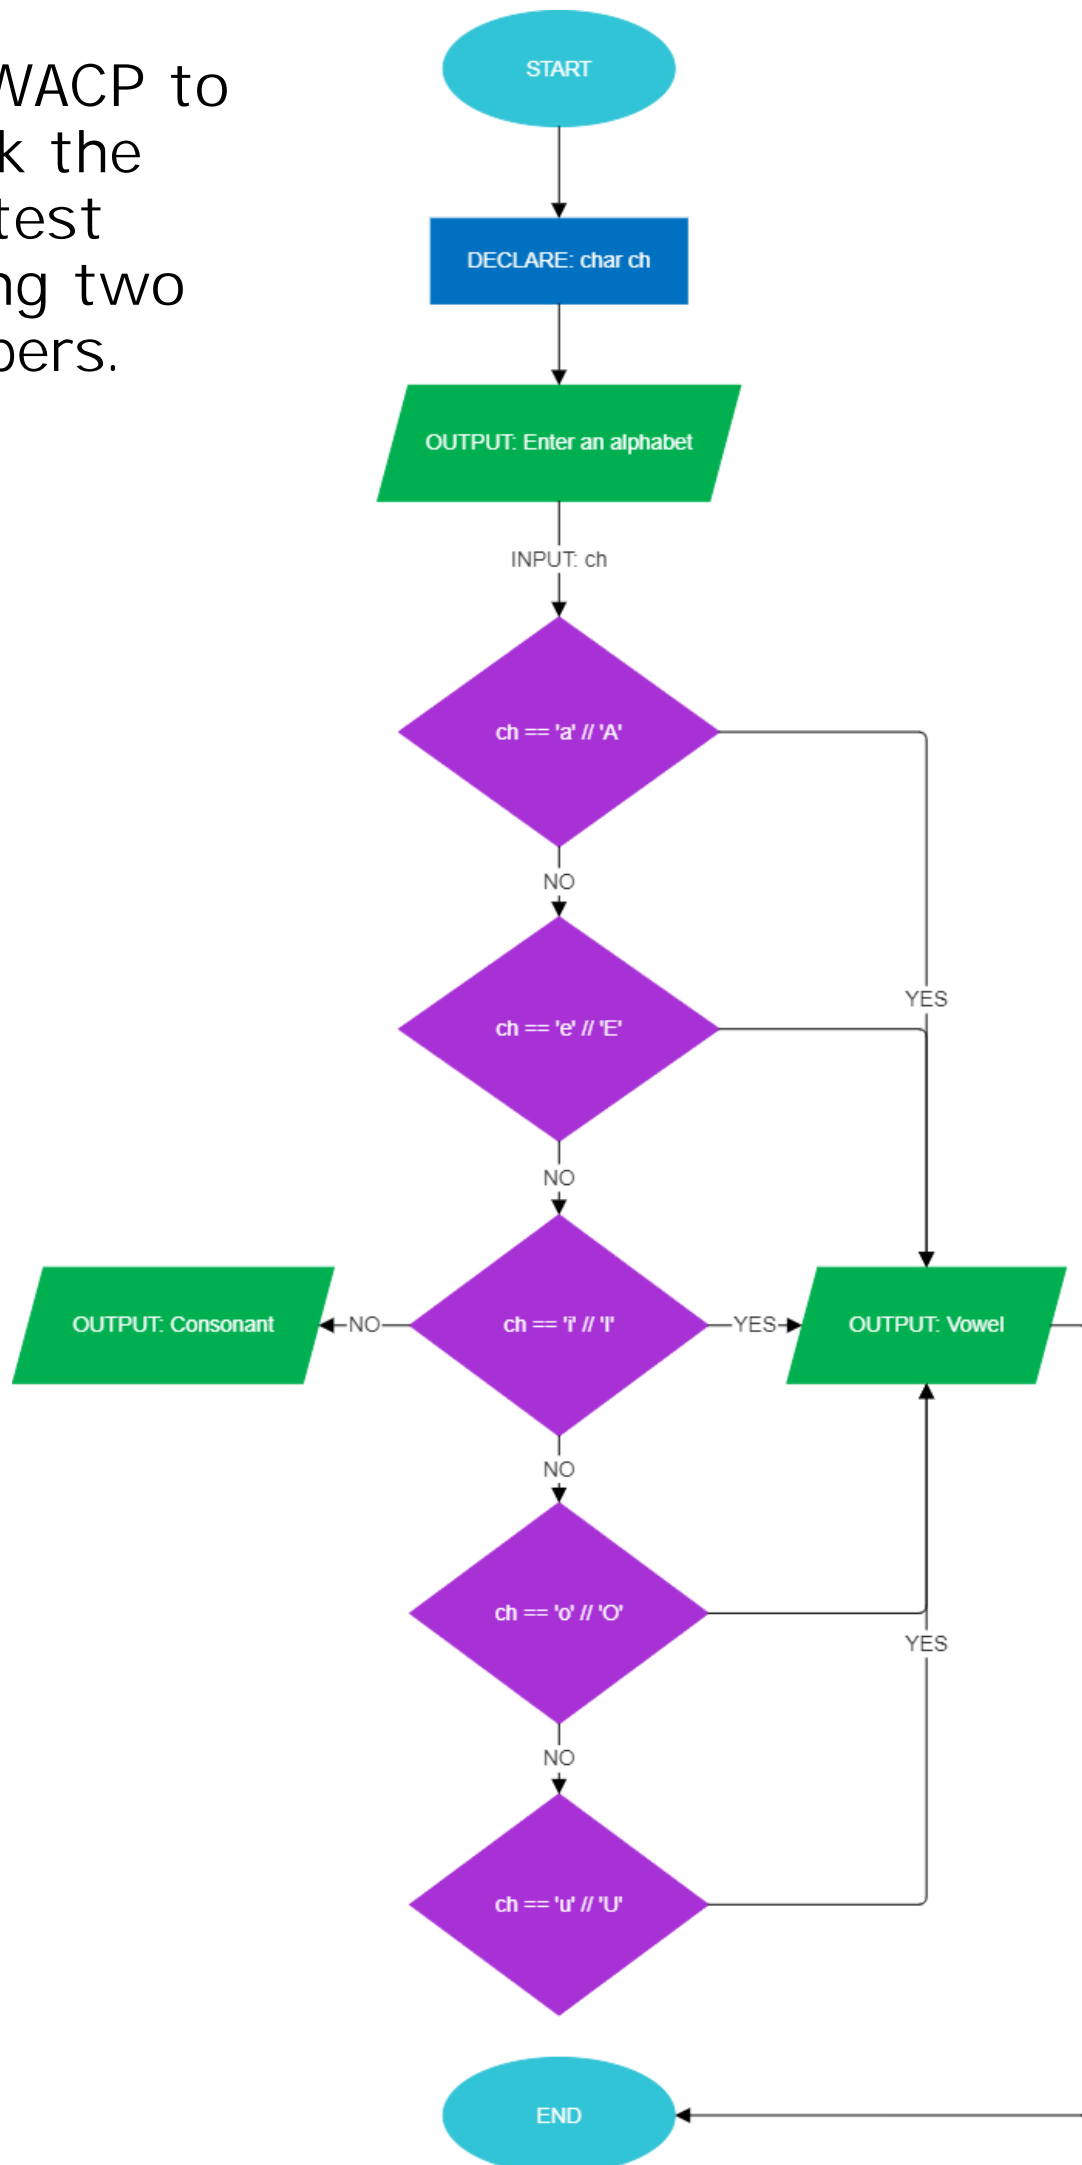 WACP to
k the
test
ng two
bers.
START
DECLARE: char ch
OUTPUT: Enter an alphabet
INPUT: ch
ch == 'a' // 'A'
NO
YES
ch == 'e' // 'E'
NO
OUTPUT: Consonant
NO
ch == 'i' // 'I'
YES
OUTPUT: Vowel
NO
ch == 'o' // 'O'
YES
NO
ch == 'u' // 'U'
END